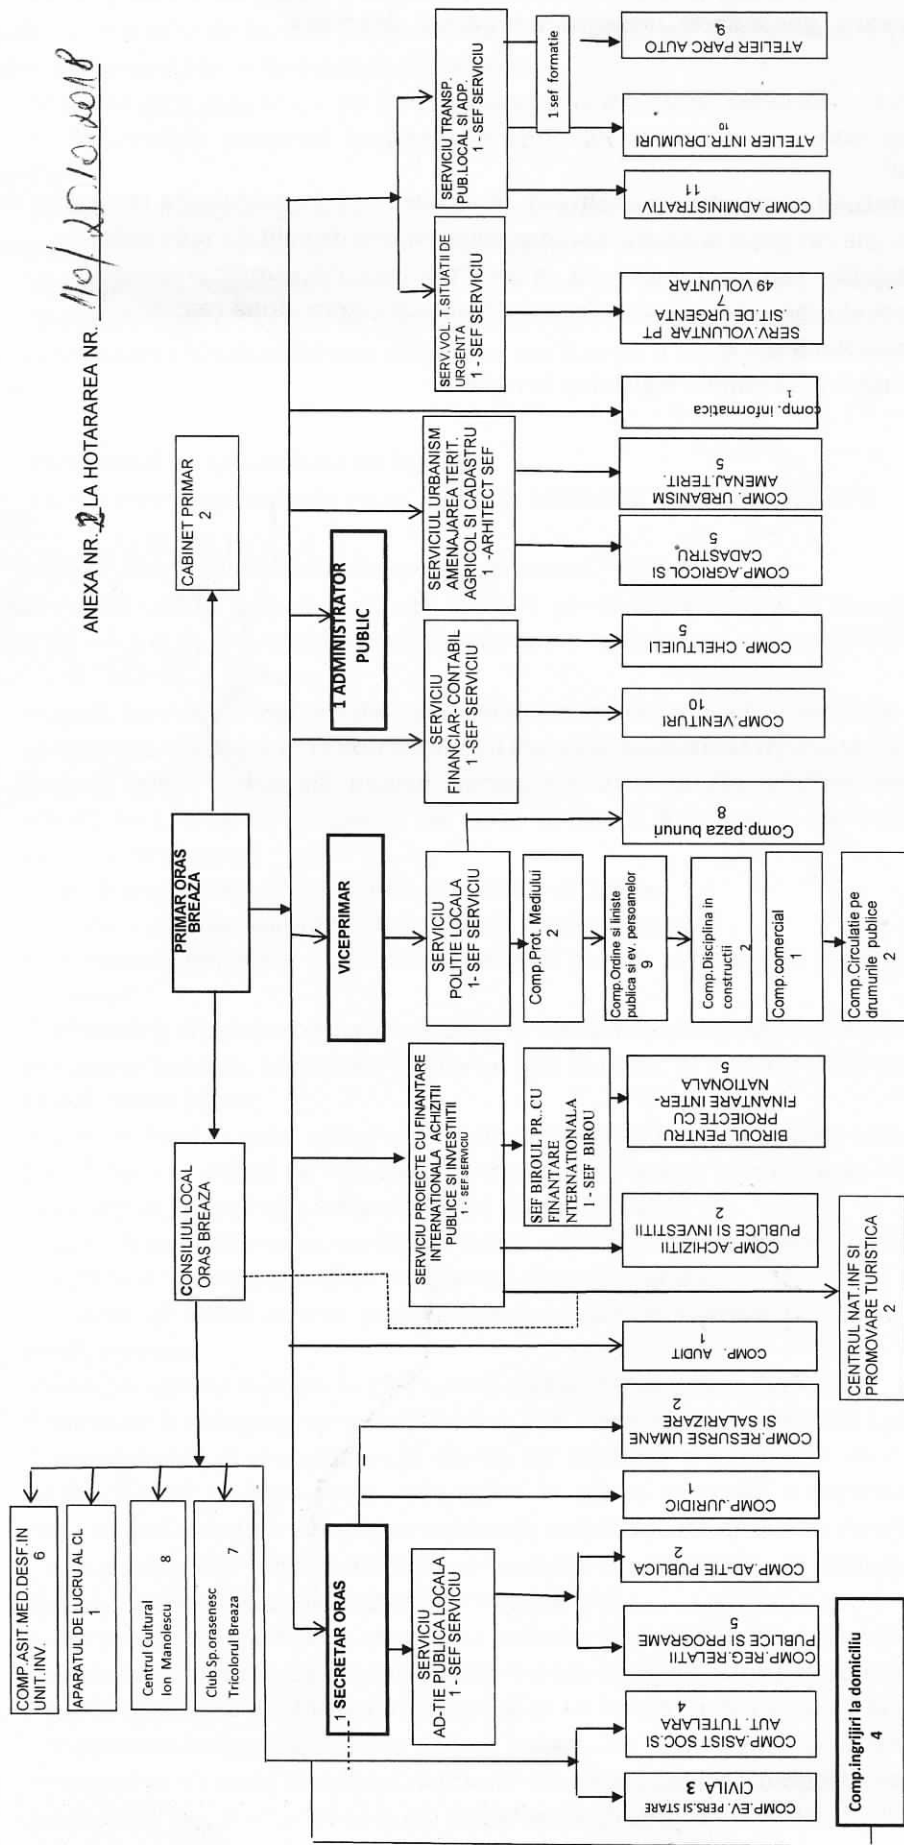 ANEXA NR. 2 LA HOTARAREA NR. 110/25.10.2018
PRIMAR ORAS
BREAZA
CABINET PRIMAR
2
CONSILIUL LOCAL
ORAS BREAZA
COMP.ASIT.MED.DESF.IN
UNIT.INV. 6
APARATUL DE LUCRU AL CL
1
Centrul Cultural
Ion Manolescu 8
Club Sp.orasenesc
Tricolorul Breaza 7
1 SECRETAR ORAS
VICEPRIMAR
1 ADMINISTRATOR
PUBLIC
SERVICIU
AD-TIE PUBLICA LOCALA
1 - SEF SERVICIU
SERVICIU PROIECTE CU FINANTARE
INTERNATIONALA ACHIZITII
PUBLICE SI INVESTITII
1 - SEF SERVICIU
SERVICIU
POLITIE LOCALA
1- SEF SERVICIU
SERVICIU
FINANCIAR- CONTABIL
1 -SEF SERVICIU
SERVICIUL URBANISM
AMENAJAREA TERIT.
AGRICOL SI CADASTRU
1 -ARHITECT SEF
SERV.VOL. T.SITUATII DE
URGENTA
1 - SEF SERVICIU
SERVICIU TRANSP.
PUB.LOCAL SI ADP.
1 - SEF SERVICIU
SEF BIROUL PR..CU
FINANTARE
NTERNATIONALA
1 - SEF BIROU
Comp.Prot. Mediului
2
Comp.Ordine si liniste
publica si ev. persoanelor
9
Comp.Disciplina in
constructii 2
Comp.comercial
1
Comp.Circulatie pe
drumurile publice
2
1 sef formatie
COMP.EV. PERS.SI STARE
CIVILA 3
COMP.ASIST SOC.SI
AUT. TUTELARA
4
COMP.REG.RELATII
PUBLICE SI PROGRAME
5
COMP.AD-TIE PUBLICA
2
COMP.JURIDIC
1
COMP.RESURSE UMANE
SI SALARIZARE
2
COMP. AUDIT
1
COMP.ACHIZITII
PUBLICE SI INVESTITII
2
BIROUL PENTRU
PROIECTE CU
FINANTARE INTER-
NATIONALA
5
Comp.paza bunuri
8
COMP.VENITURI
10
COMP. CHELTUIELI
5
COMP.AGRICOL SI
CADASTRU
5
COMP. URBANISM
AMENAJ.TERIT.
5
comp. informatica
1
SERV.VOLUNTAR PT
SIT.DE URGENTA
7
49 VOLUNTAR
COMP.ADMINISTRATIV
11
ATELIER INTR.DRUMURI
10
ATELIER PARC AUTO
9
Comp.ingrijiri la domiciliu
4
CENTRUL NAT.INF.SI
PROMOVARE TURISTICA
2